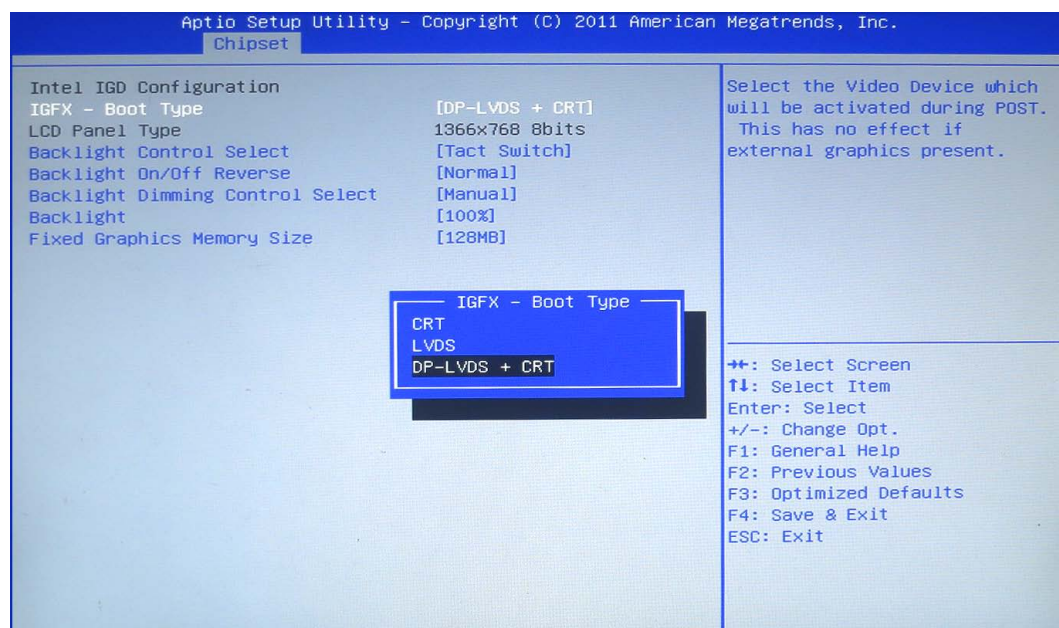 Aptio Setup Utility – Copyright (C) 2011 American Megatrends, Inc.
Chipset
Intel IGD Configuration
IGFX – Boot Type [DP-LVDS + CRT]
LCD Panel Type 1366x768 8bits
Backlight Control Select [Tact Switch]
Backlight On/Off Reverse [Normal]
Backlight Dimming Control Select [Manual]
Backlight [100%]
Fixed Graphics Memory Size [128MB]
IGFX – Boot Type
CRT
LVDS
DP-LVDS + CRT
Select the Video Device which
will be activated during POST.
This has no effect if
external graphics present.
→←: Select Screen
↑↓: Select Item
Enter: Select
+/-: Change Opt.
F1: General Help
F2: Previous Values
F3: Optimized Defaults
F4: Save & Exit
ESC: Exit